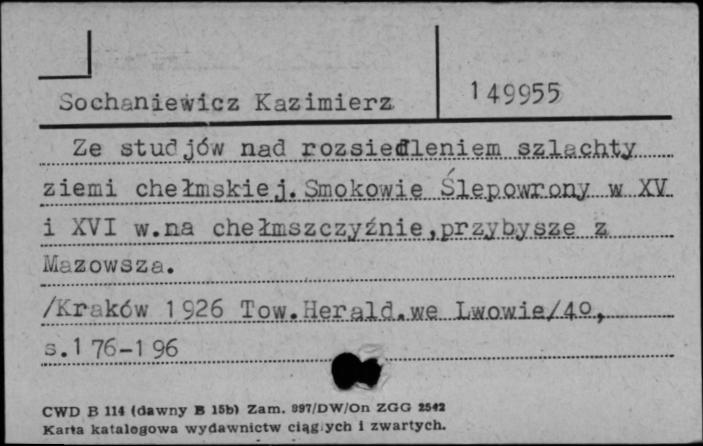 Sochaniewicz Kazimierz
149955
Ze studjów nad rozsiedleniem szlachty
ziemi chełmskiej.Smokowie Ślepowrony w XV
i XVI w.na chełmszczyźnie,przybysze z
Mazowsza.
/Kraków 1926 Tow.Herald.we Lwowie/4o,
s.176-196
CWD B 114 (dawny B 15b) Zam. 997/DW/On ZGG 2542
Karta katalogowa wydawnictw ciągłych i zwartych.